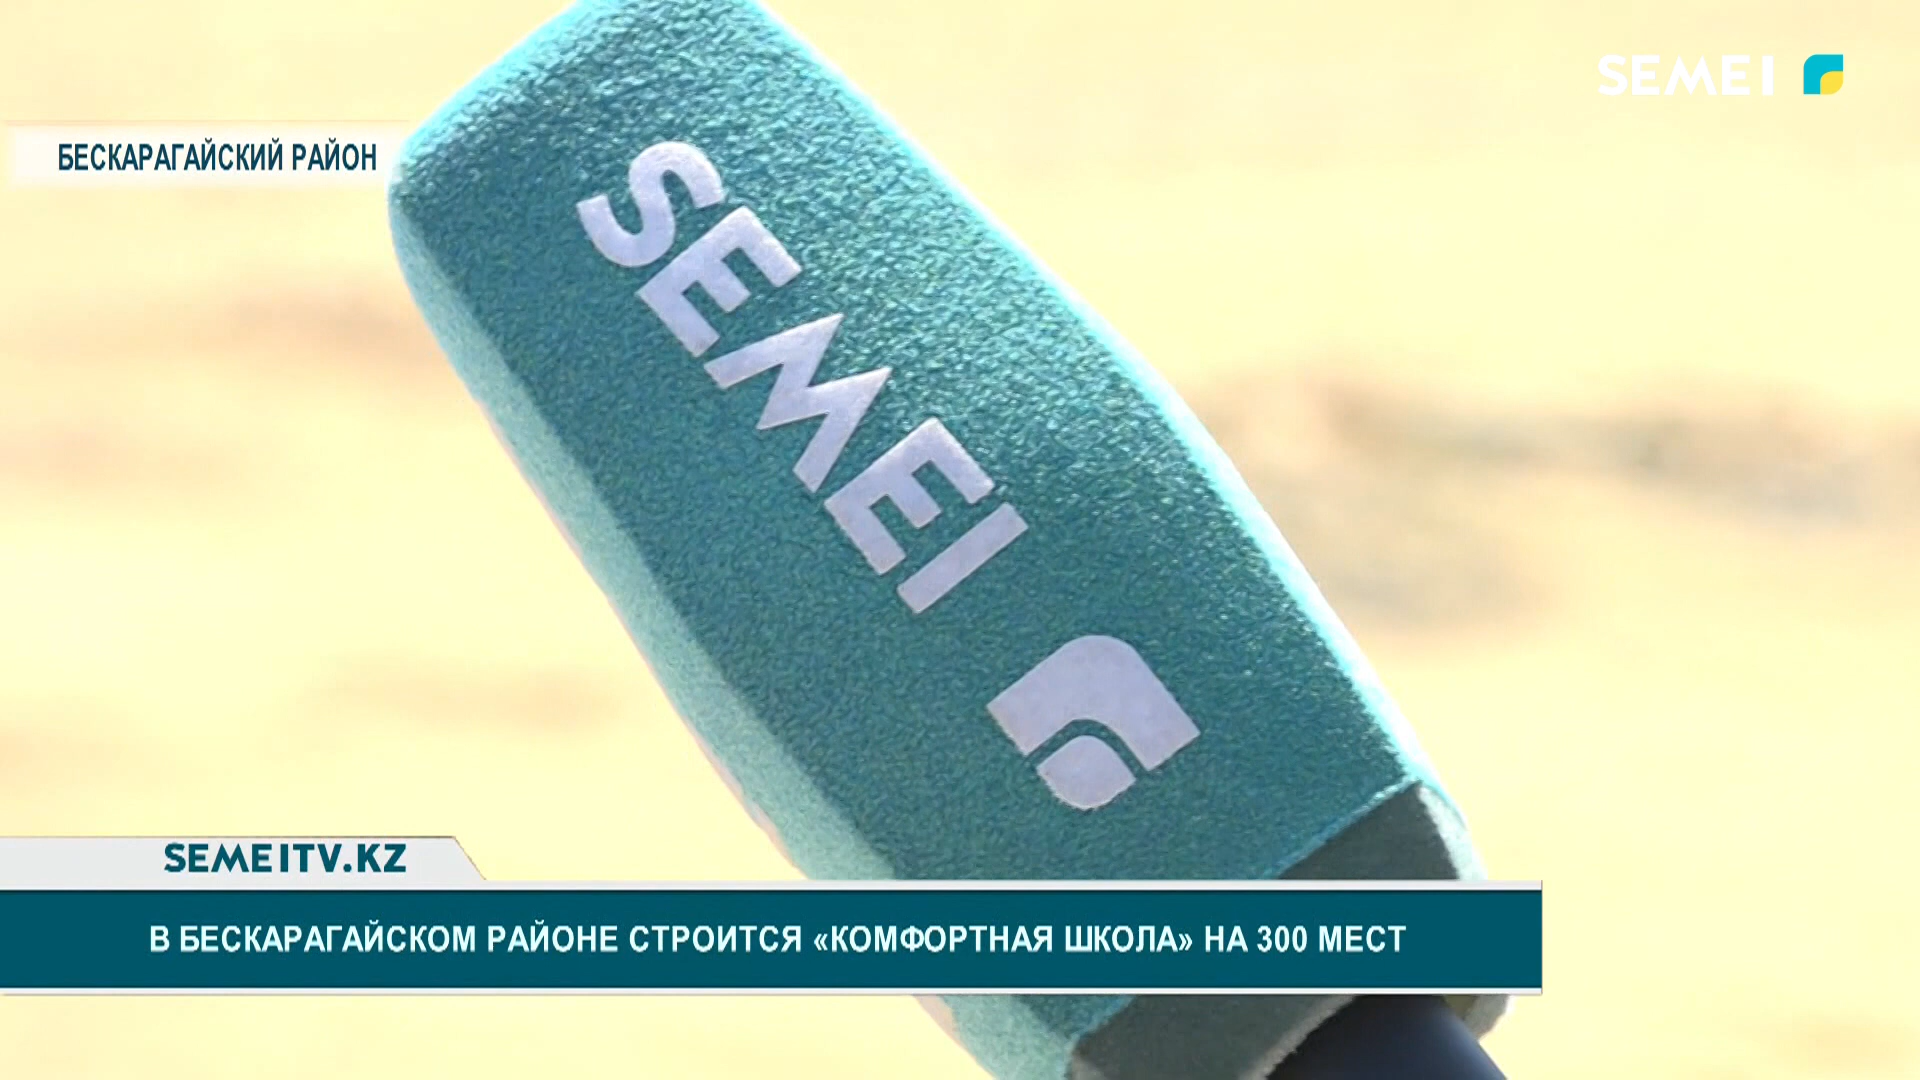 SEMEI
БЕСКАРАГАЙСКИЙ РАЙОН
SEMEI
SEMEITV.KZ
В БЕСКАРАГАЙСКОМ РАЙОНЕ СТРОИТСЯ «КОМФОРТНАЯ ШКОЛА» НА 300 МЕСТ